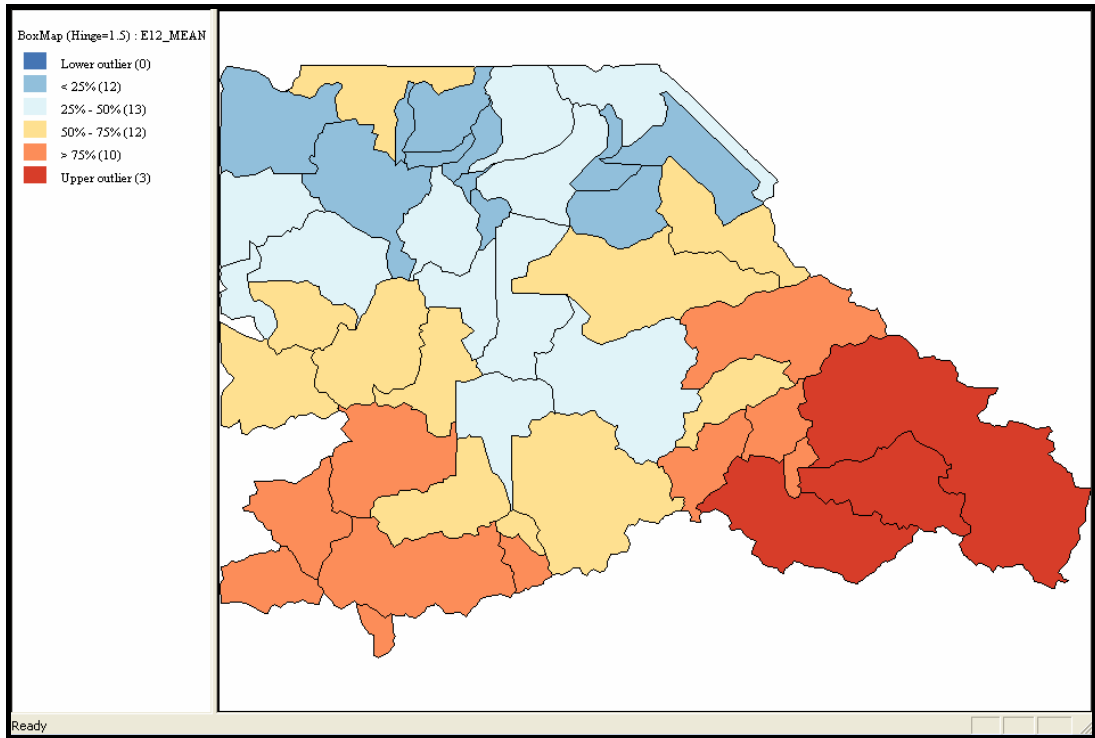 BoxMap (Hinge=1.5) : E12_MEAN
Lower outlier (0)
< 25% (12)
25% - 50% (13)
50% - 75% (12)
> 75% (10)
Upper outlier (3)
Ready